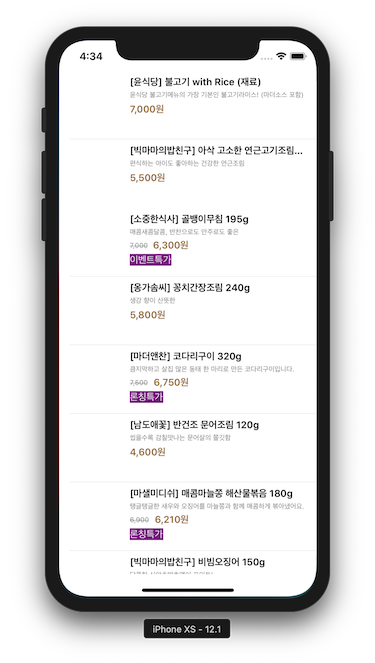 4:34
[윤식당] 불고기 with Rice (재료)
윤식당 불고기메뉴의 가장 기본인 불고기라이스! (마더소스 포함)
7,000원
[빅마마의밥친구] 아삭 고소한 연근고기조림...
편식하는 아이도 좋아하는 건강한 연근조림
5,500원
[소중한식사] 골뱅이무침 195g
매콤새콤달콤, 반찬으로도 안주로도 좋은
7,000 6,300원
이벤트특가
[옹가솜씨] 꽁치간장조림 240g
생강 향이 산뜻한
5,800원
[마더앤찬] 코다리구이 320g
큼지막하고 살집 많은 동태 한 마리로 만든 코다리구이입니다.
7,500 6,750원
론칭특가
[남도애꽃] 반건조 문어조림 120g
씹을수록 감칠맛나는 문어살의 쫄깃함
4,600원
[마샐미디쉬] 매콤마늘쫑 해산물볶음 180g
탱글탱글한 새우와 오징어를 마늘쫑과 함께 매콤하게 볶아냈어요.
6,900 6,210원
론칭특가
[빅마마의밥친구] 비빔오징어 150g
iPhone XS - 12.1